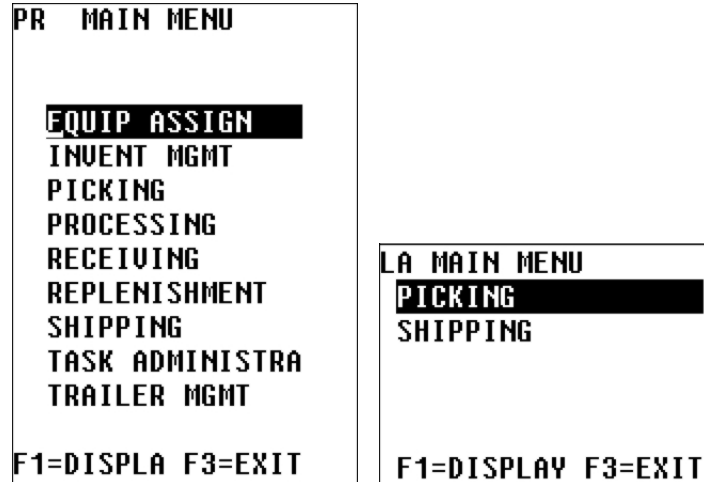 PR MAIN MENU
EQUIP ASSIGN
INVENT MGMT
PICKING
PROCESSING
RECEIVING
REPLENISHMENT
SHIPPING
TASK ADMINISTRA
TRAILER MGMT
F1=DISPLA F3=EXIT
LA MAIN MENU
PICKING
SHIPPING
F1=DISPLAY F3=EXIT